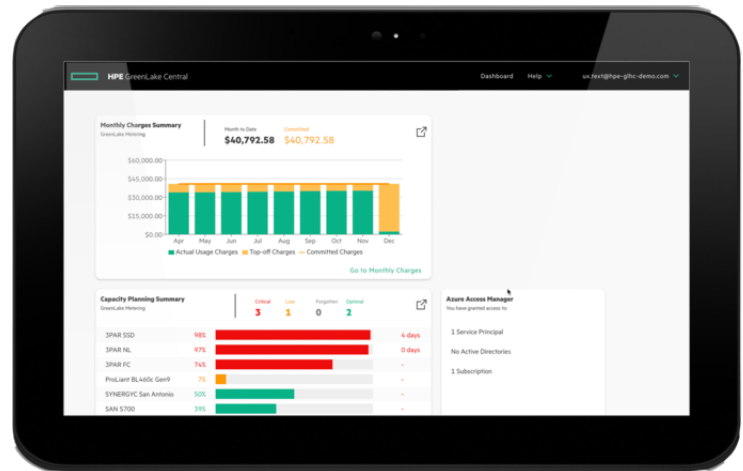 HPE GreenLake Central
Dashboard Help ux.text@hpe-glhc-demo.com
Monthly Charges Summary
GreenLake Metering
Month to Date
$40,792.58
Committed
$40,792.58
$60,000.00
$45,000.00
$30,000.00
$15,000.00
$0.00
Apr May Jun Jul Aug Sep Oct Nov Dec
Actual Usage Charges Top-off Charges Committed Charges
Go to Monthly Charges
Capacity Planning Summary
GreenLake Metering
Critical Low Forgotten Optimal
3 1 0 2
3PAR SSD 98% 4 days
3PAR NL 97% 0 days
3PAR FC 74% -
ProLiant BL460c Gen9 7% -
SYNERGYC San Antonio 50% -
SAN 5700 39% -
Azure Access Manager
You have granted access to:
1 Service Principal
No Active Directories
1 Subscription